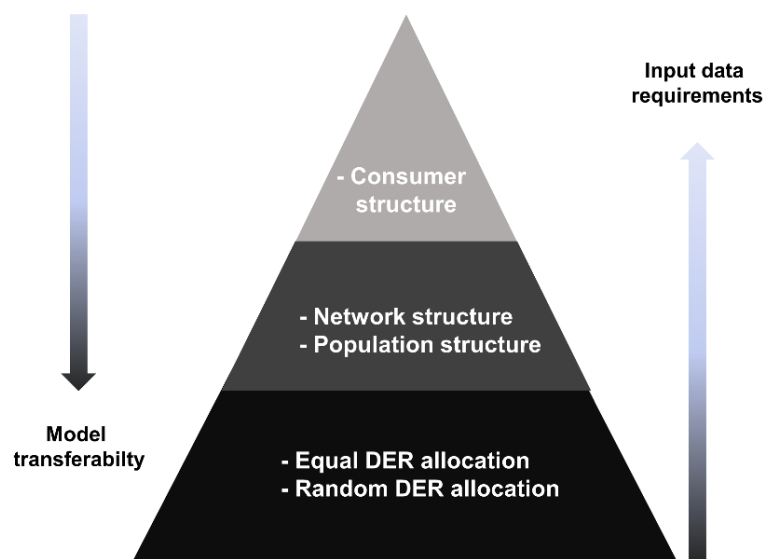 Input data
requirements
- Consumer
structure
- Network structure
- Population structure
Model
transferabilty
- Equal DER allocation
- Random DER allocation